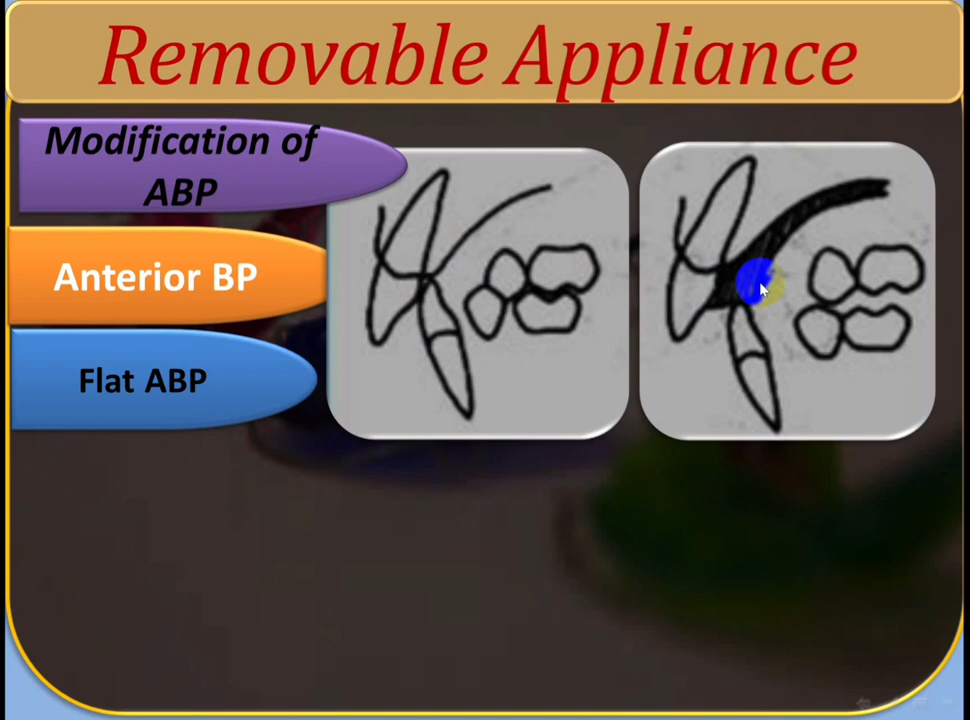 Removable Appliance
Modification of
ABP
Anterior BP
Flat ABP